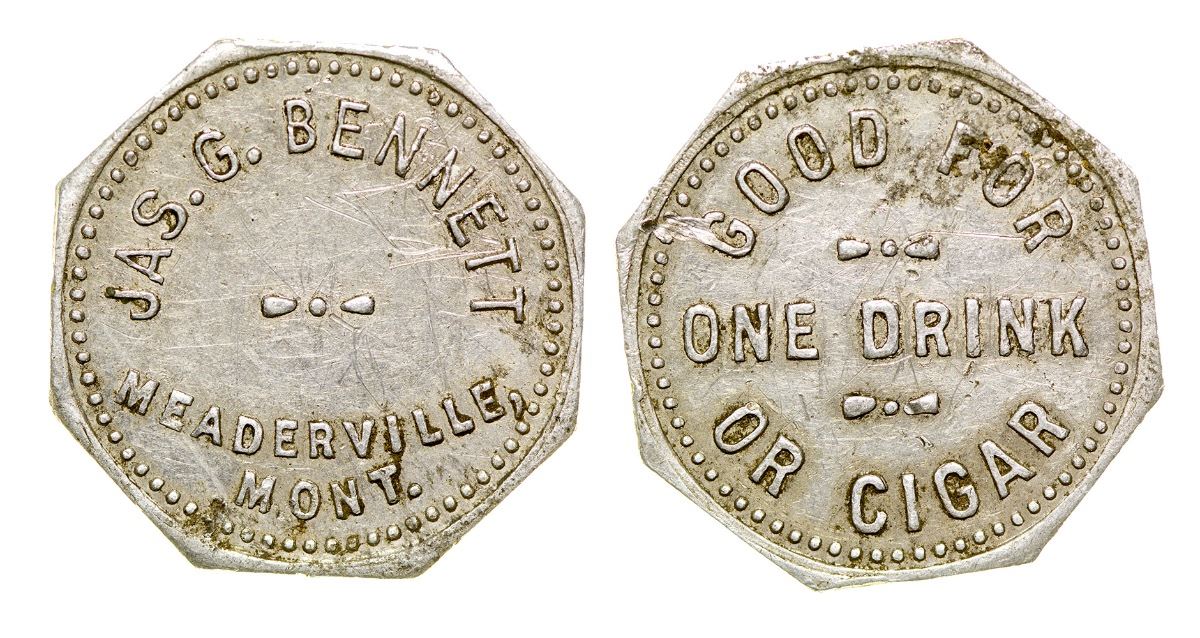 JAS. G. BENNETT
MEADERVILLE,
MONT.
GOOD FOR
ONE DRINK
OR CIGAR